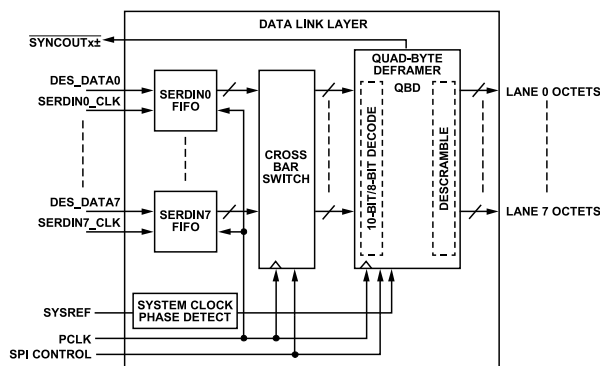 DATA LINK LAYER
SYNCOUTx±
QUAD-BYTE
DEFRAMER
QBD
10-BIT/8-BIT DECODE
DESCRAMBLE
DES_DATA0
SERDIN0_CLK
SERDIN0
FIFO
CROSS
BAR
SWITCH
LANE 0 OCTETS
DES_DATA7
SERDIN7_CLK
SERDIN7
FIFO
LANE 7 OCTETS
SYSREF
SYSTEM CLOCK
PHASE DETECT
PCLK
SPI CONTROL